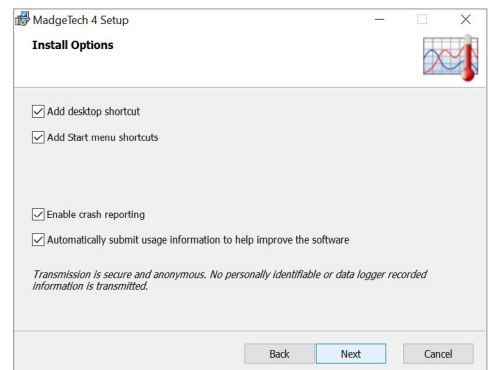 MadgeTech 4 Setup
Install Options
Add desktop shortcut
Add Start menu shortcuts
Enable crash reporting
Automatically submit usage information to help improve the software
Transmission is secure and anonymous. No personally identifiable or data logger recorded
information is transmitted.
Back Next Cancel